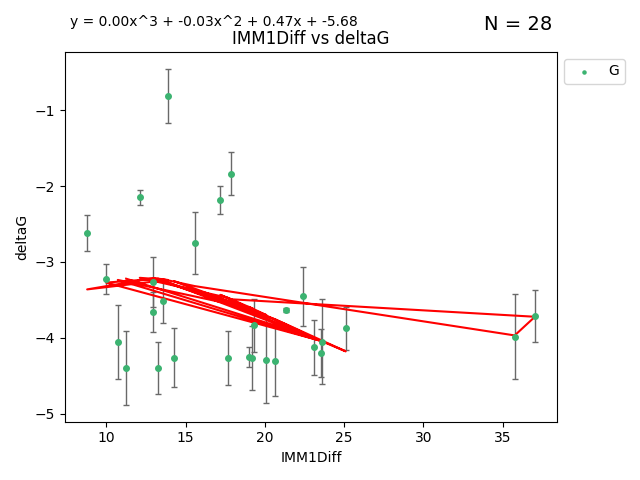 y = 0.00x^3 + -0.03x^2 + 0.47x + -5.68
N = 28
IMM1Diff vs deltaG
G
−1
−2
−3
−4
−5
deltaG
10 15 20 25 30 35
IMM1Diff